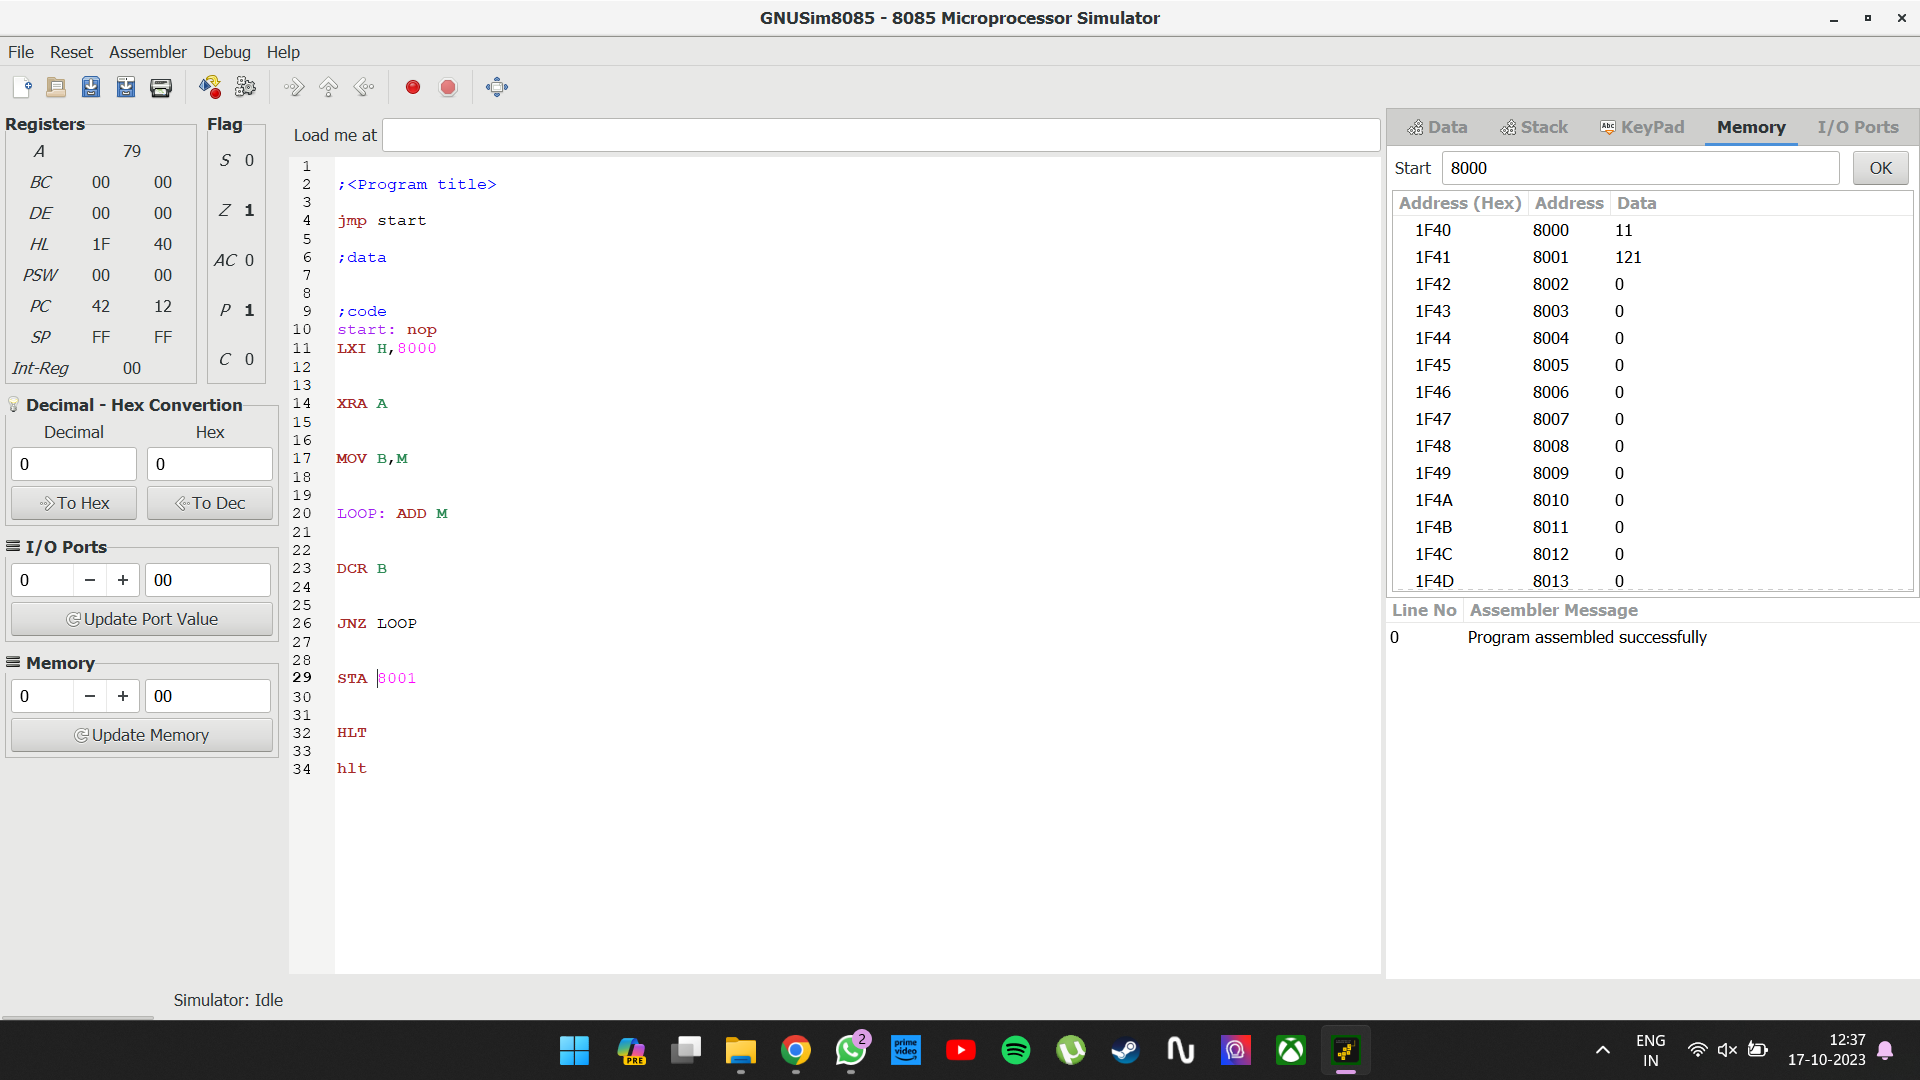 GNUSim8085 - 8085 Microprocessor Simulator
File Reset Assembler Debug Help
Registers
A 79
BC 00 00
DE 00 00
HL 1F 40
PSW 00 00
PC 42 12
SP FF FF
Int-Reg 00
Flag
S 0
Z 1
AC 0
P 1
C 0
Decimal - Hex Convertion
Decimal Hex
0 0
To Hex To Dec
I/O Ports
0 − + 00
Update Port Value
Memory
0 − + 00
Update Memory
Load me at
1
2 ;<Program title>
3
4 jmp start
5
6 ;data
7
8
9 ;code
10 start: nop
11 LXI H,8000
12
13
14 XRA A
15
16
17 MOV B,M
18
19
20 LOOP: ADD M
21
22
23 DCR B
24
25
26 JNZ LOOP
27
28
29 STA 8001
30
31
32 HLT
33
34 hlt
Data Stack Abc KeyPad Memory I/O Ports
Start 8000 OK
Address (Hex) Address Data
1F40 8000 11
1F41 8001 121
1F42 8002 0
1F43 8003 0
1F44 8004 0
1F45 8005 0
1F46 8006 0
1F47 8007 0
1F48 8008 0
1F49 8009 0
1F4A 8010 0
1F4B 8011 0
1F4C 8012 0
1F4D 8013 0
Line No Assembler Message
0 Program assembled successfully
Simulator: Idle
PRE
2
prime video
ENG
IN
12:37
17-10-2023